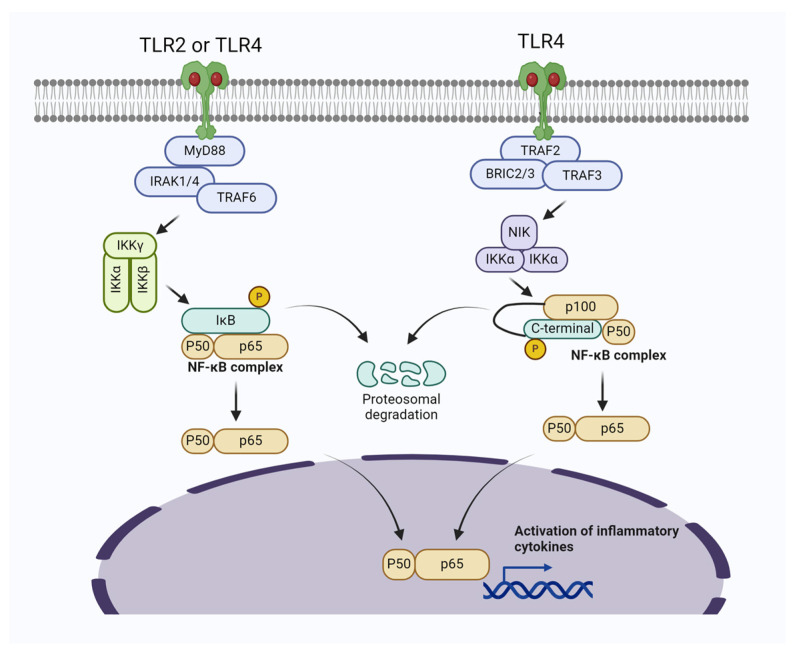 TLR2 or TLR4
TLR4
MyD88
IRAK1/4
TRAF6
TRAF2
BRIC2/3
TRAF3
IKKγ
IKKα
IKKβ
NIK
IKKα
IKKα
P
IκB
P50
p65
NF-κB complex
p100
C-terminal
P50
P
NF-κB complex
Proteosomal
degradation
P50
p65
P50
p65
P50
p65
Activation of inflammatory
cytokines